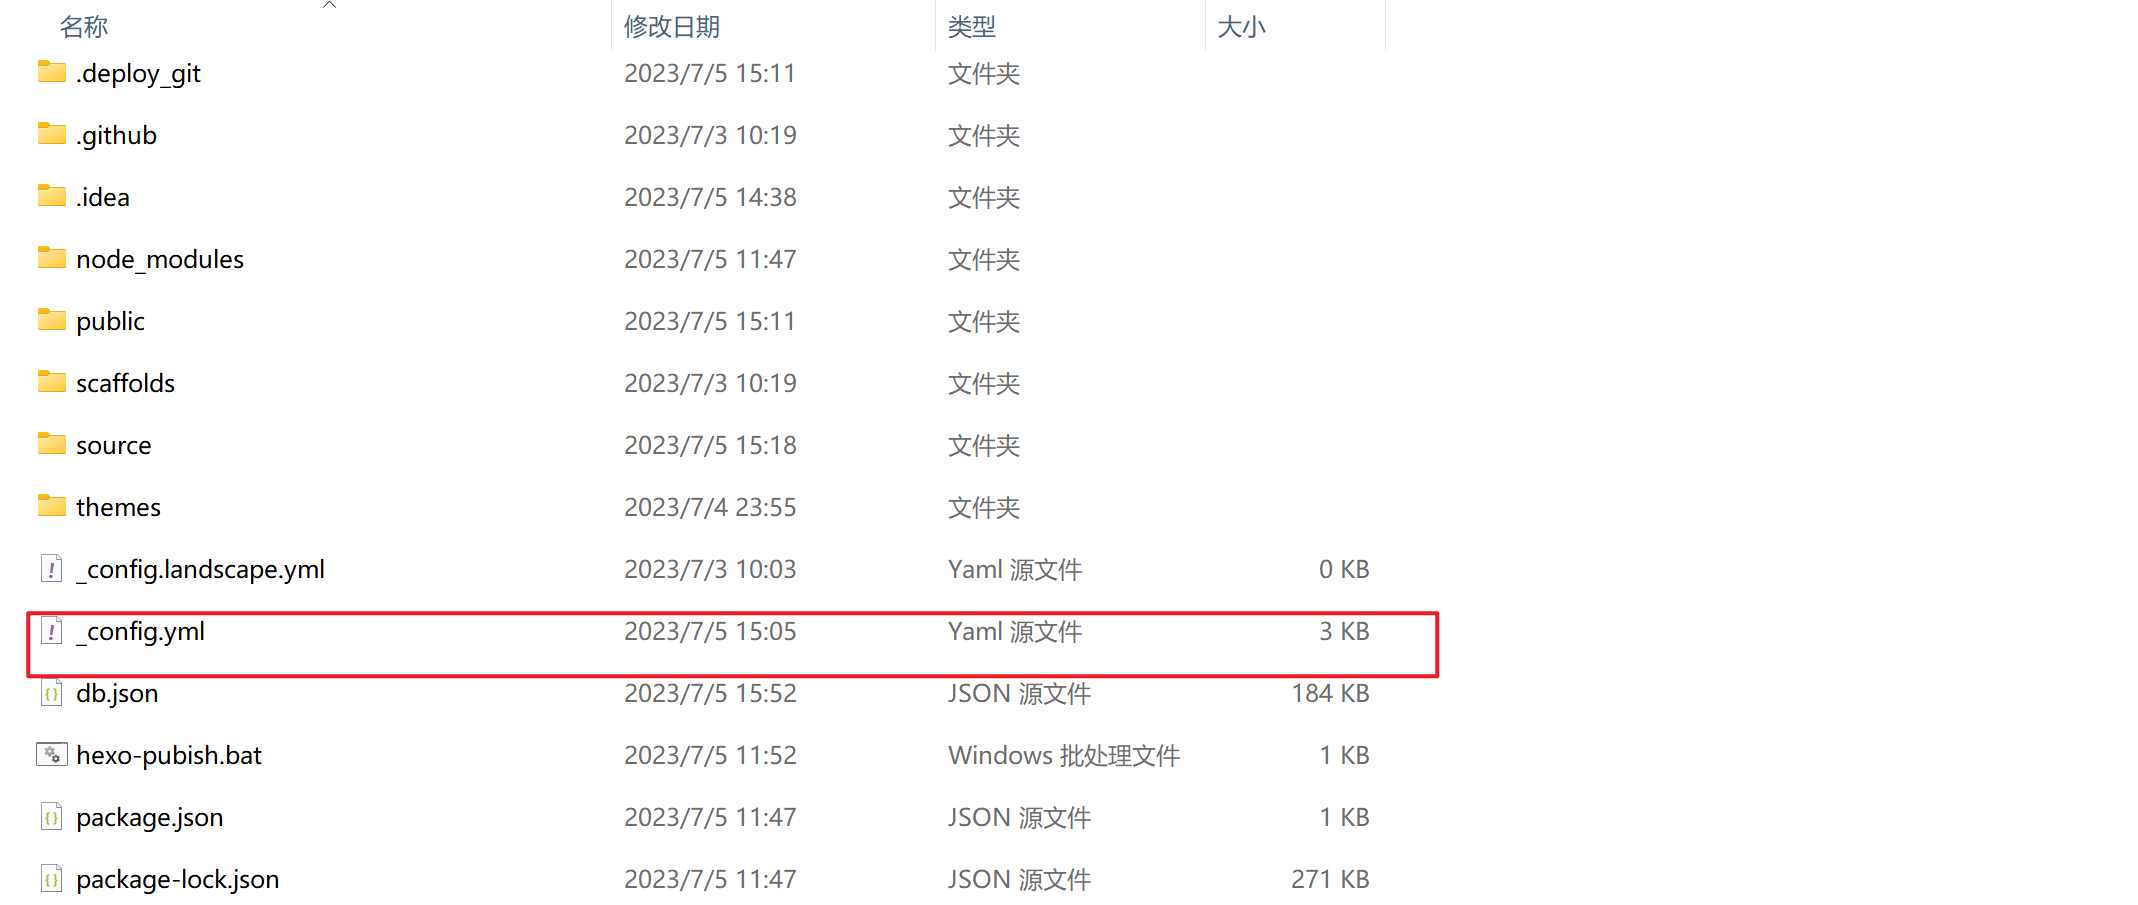 名称 修改日期 类型 大小
.deploy_git 2023/7/5 15:11 文件夹
.github 2023/7/3 10:19 文件夹
.idea 2023/7/5 14:38 文件夹
node_modules 2023/7/5 11:47 文件夹
public 2023/7/5 15:11 文件夹
scaffolds 2023/7/3 10:19 文件夹
source 2023/7/5 15:18 文件夹
themes 2023/7/4 23:55 文件夹
_config.landscape.yml 2023/7/3 10:03 Yaml 源文件 0 KB
_config.yml 2023/7/5 15:05 Yaml 源文件 3 KB
db.json 2023/7/5 15:52 JSON 源文件 184 KB
hexo-pubish.bat 2023/7/5 11:52 Windows 批处理文件 1 KB
package.json 2023/7/5 11:47 JSON 源文件 1 KB
package-lock.json 2023/7/5 11:47 JSON 源文件 271 KB